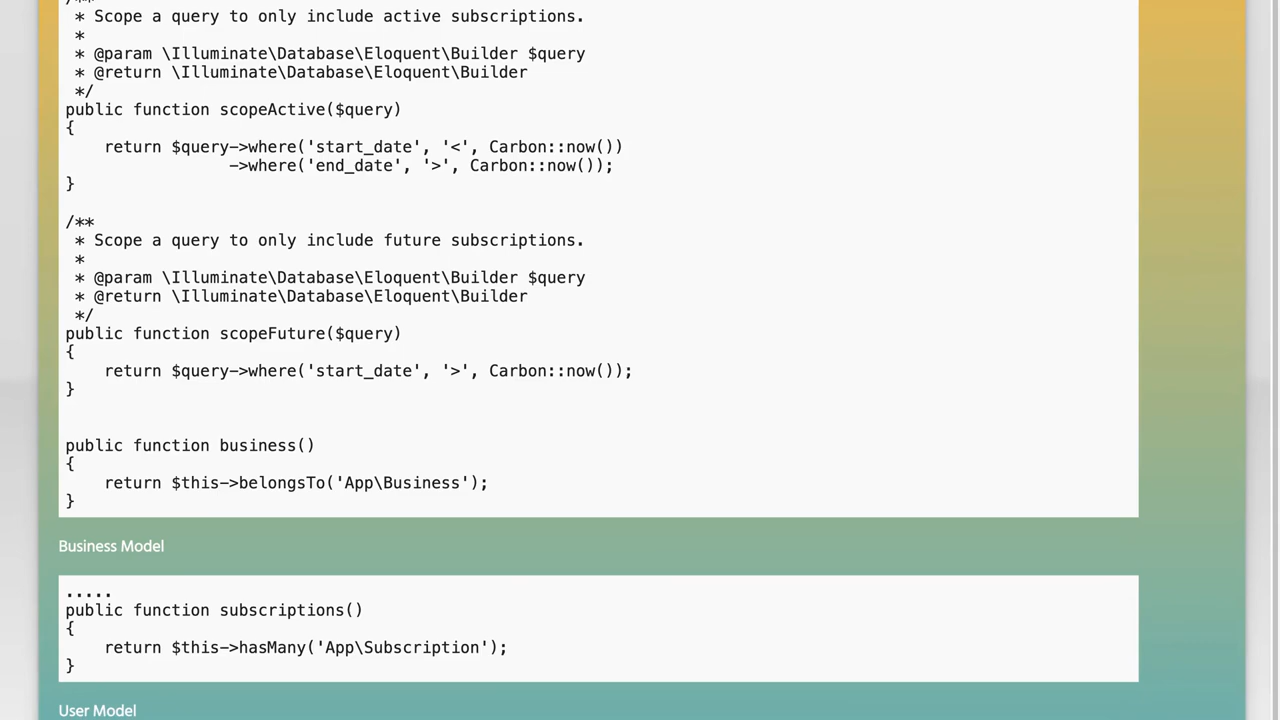 /**
 * Scope a query to only include active subscriptions.
 *
 * @param \Illuminate\Database\Eloquent\Builder $query
 * @return \Illuminate\Database\Eloquent\Builder
 */
public function scopeActive($query)
{
    return $query->where('start_date', '<', Carbon::now())
                 ->where('end_date', '>', Carbon::now());
}

/**
 * Scope a query to only include future subscriptions.
 *
 * @param \Illuminate\Database\Eloquent\Builder $query
 * @return \Illuminate\Database\Eloquent\Builder
 */
public function scopeFuture($query)
{
    return $query->where('start_date', '>', Carbon::now());
}


public function business()
{
    return $this->belongsTo('App\Business');
}
Business Model
.....
public function subscriptions()
{
    return $this->hasMany('App\Subscription');
}
User Model